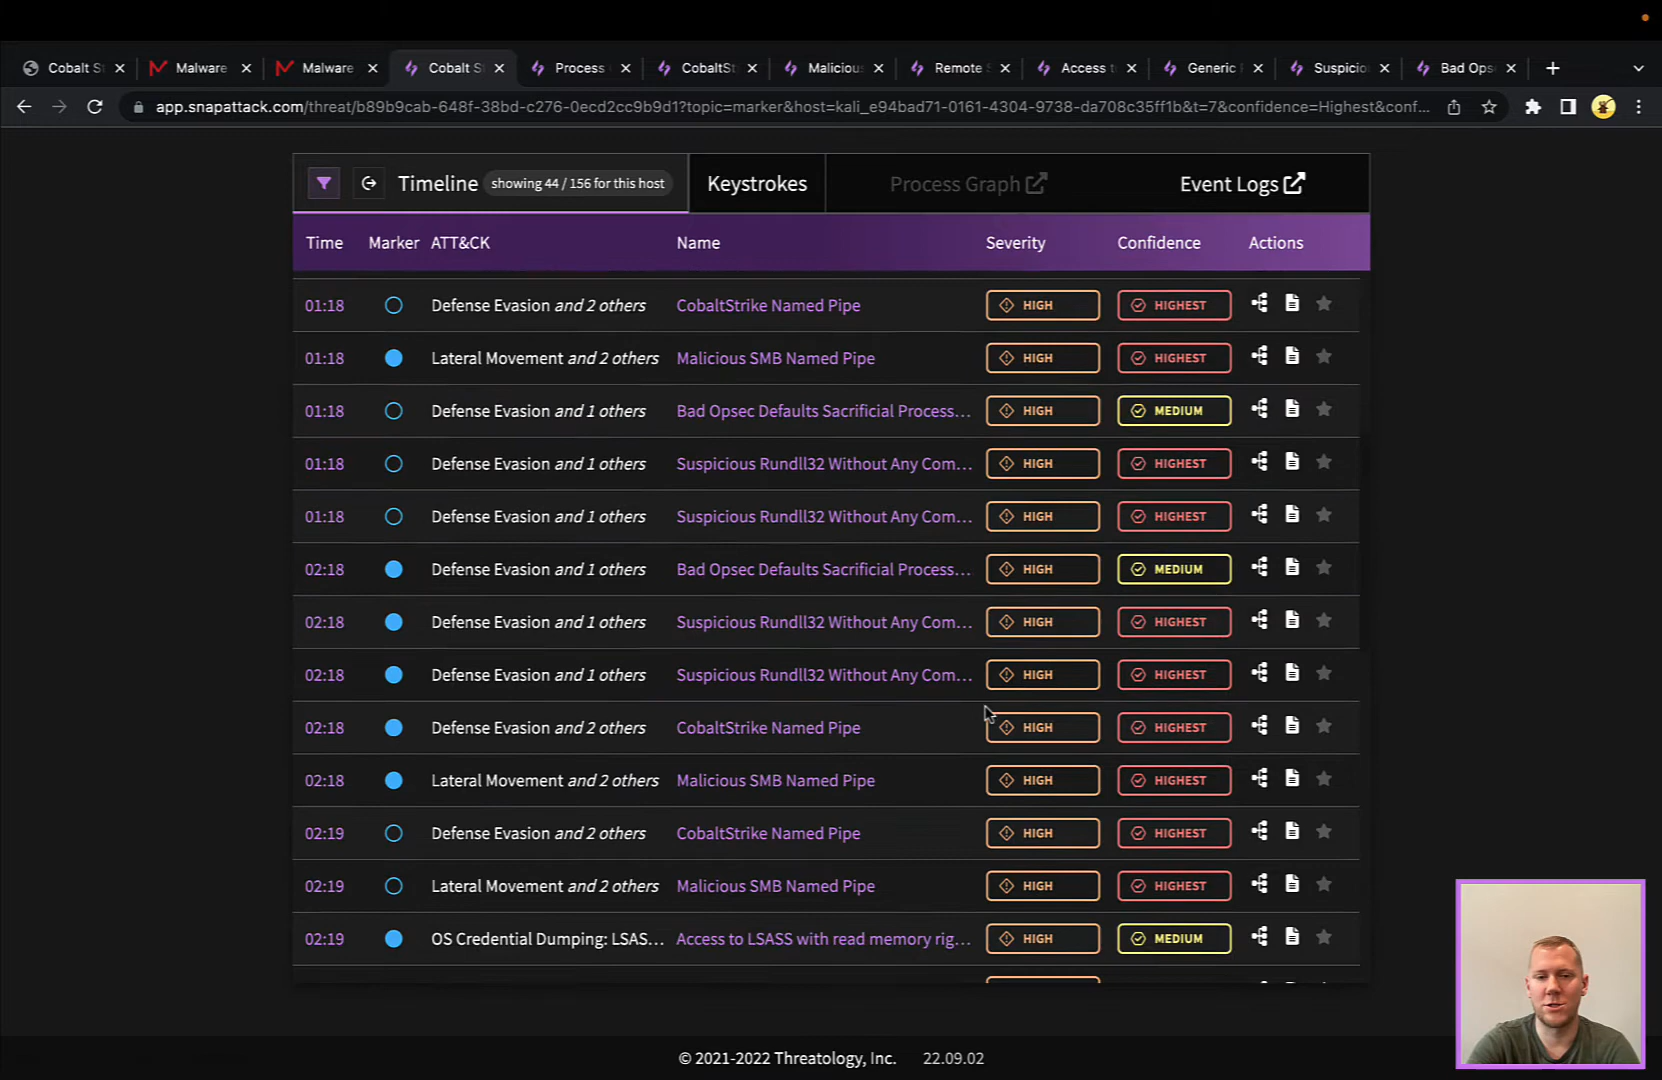 Cobalt S
Malware
Malware
Cobalt S
Process
CobaltSt
Malicious
Remote S
Access t
Generic
Suspicio
Bad Ops
app.snapattack.com/threat/b89b9cab-648f-38bd-c276-0ecd2cc9b9d1?topic=marker&host=kali_e94bad71-0161-4304-9738-da708c35ff1b&t=7&confidence=Highest&conf...
Timeline showing 44 / 156 for this host Keystrokes Process Graph Event Logs
Time Marker ATT&CK Name Severity Confidence Actions
01:18 Defense Evasion and 2 others CobaltStrike Named Pipe HIGH HIGHEST
01:18 Lateral Movement and 2 others Malicious SMB Named Pipe HIGH HIGHEST
01:18 Defense Evasion and 1 others Bad Opsec Defaults Sacrificial Process... HIGH MEDIUM
01:18 Defense Evasion and 1 others Suspicious Rundll32 Without Any Com... HIGH HIGHEST
01:18 Defense Evasion and 1 others Suspicious Rundll32 Without Any Com... HIGH HIGHEST
02:18 Defense Evasion and 1 others Bad Opsec Defaults Sacrificial Process... HIGH MEDIUM
02:18 Defense Evasion and 1 others Suspicious Rundll32 Without Any Com... HIGH HIGHEST
02:18 Defense Evasion and 1 others Suspicious Rundll32 Without Any Com... HIGH HIGHEST
02:18 Defense Evasion and 2 others CobaltStrike Named Pipe HIGH HIGHEST
02:18 Lateral Movement and 2 others Malicious SMB Named Pipe HIGH HIGHEST
02:19 Defense Evasion and 2 others CobaltStrike Named Pipe HIGH HIGHEST
02:19 Lateral Movement and 2 others Malicious SMB Named Pipe HIGH HIGHEST
02:19 OS Credential Dumping: LSAS... Access to LSASS with read memory rig... HIGH MEDIUM
© 2021-2022 Threatology, Inc. 22.09.02